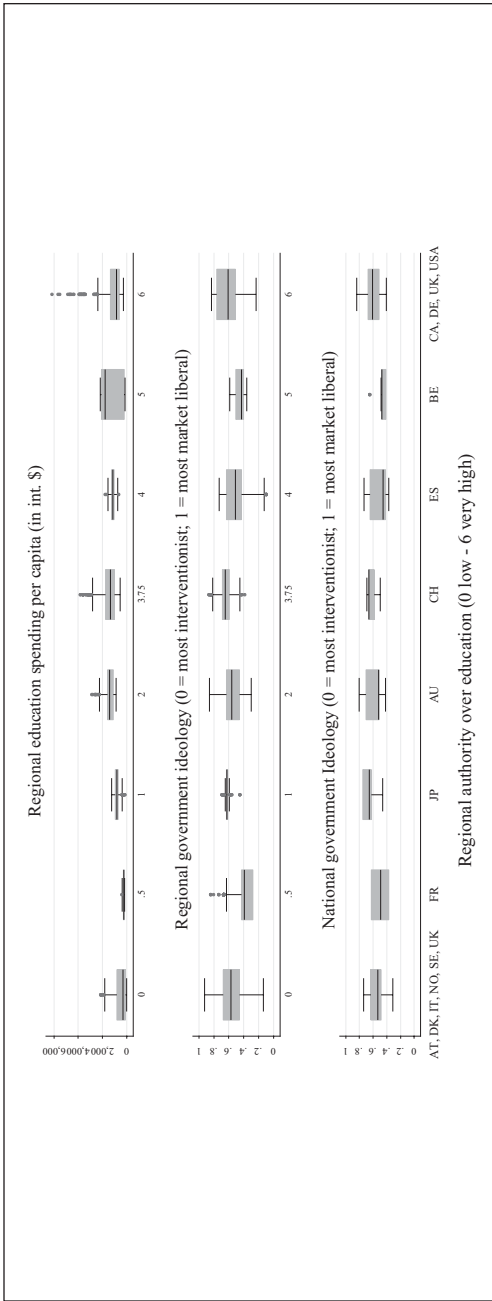 Regional education spending per capita (in int. $)
0 2,0004,0006,000
0 .5 1 2 3.75 4 5 6
Regional government ideology (0 = most interventionist; 1 = most market liberal)
0 .2 .4 .6 .8 1
0 .5 1 2 3.75 4 5 6
National government Ideology (0 = most interventionist; 1 = most market liberal)
0 .2 .4 .6 .8 1
AT, DK, IT, NO, SE, UK FR JP AU CH ES BE CA, DE, UK, USA
Regional authority over education (0 low - 6 very high)